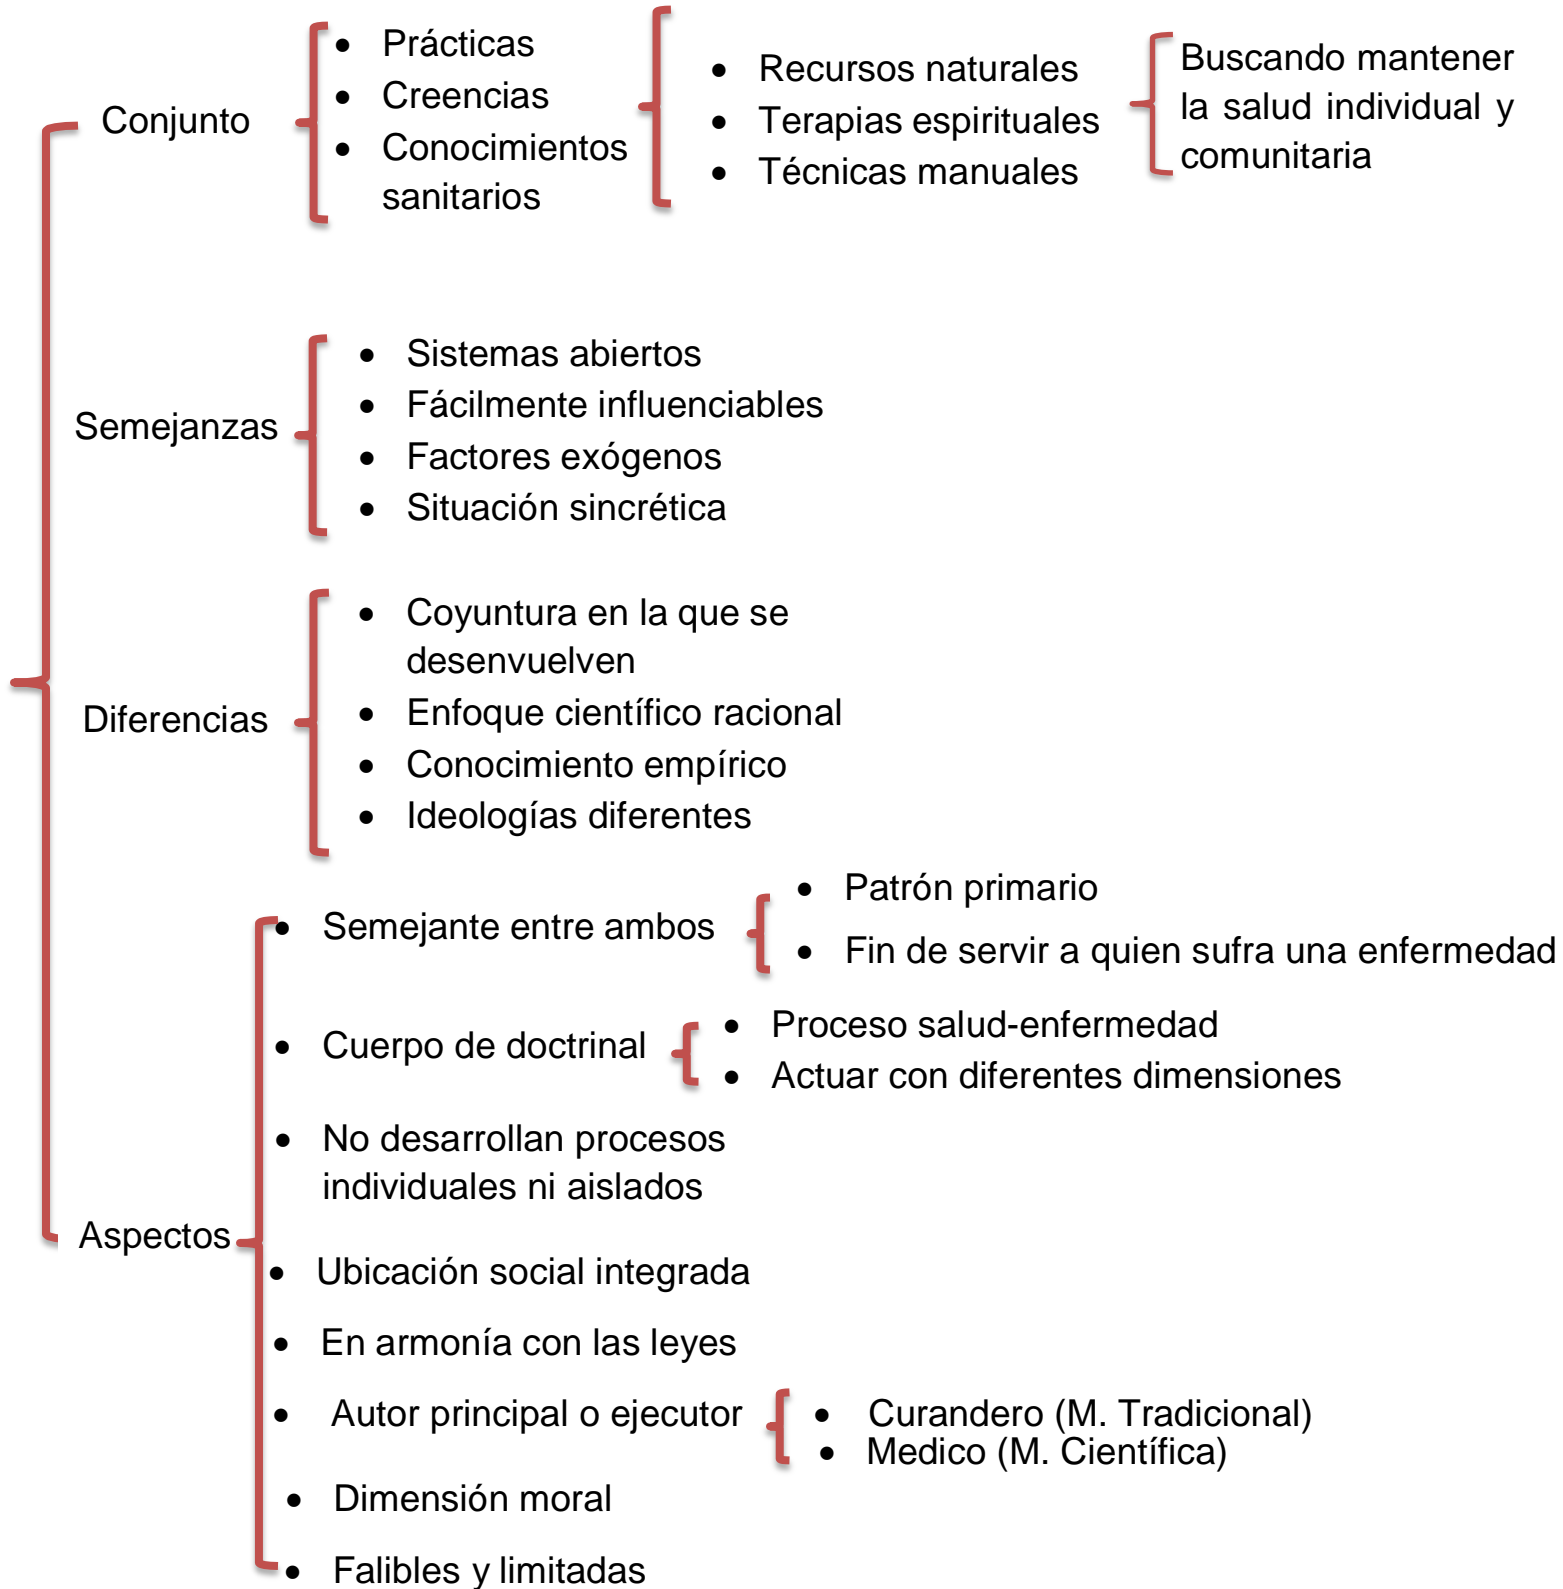 Conjunto
• Prácticas
• Creencias
• Conocimientos
sanitarios
• Recursos naturales
• Terapias espirituales
• Técnicas manuales
Buscando mantener
la salud individual y
comunitaria
Semejanzas
• Sistemas abiertos
• Fácilmente influenciables
• Factores exógenos
• Situación sincrética
Diferencias
• Coyuntura en la que se
desenvuelven
• Enfoque científico racional
• Conocimiento empírico
• Ideologías diferentes
Aspectos
• Semejante entre ambos
• Patrón primario
• Fin de servir a quien sufra una enfermedad
• Cuerpo de doctrinal
• Proceso salud-enfermedad
• Actuar con diferentes dimensiones
• No desarrollan procesos
individuales ni aislados
• Ubicación social integrada
• En armonía con las leyes
• Autor principal o ejecutor
• Curandero (M. Tradicional)
• Medico (M. Científica)
• Dimensión moral
• Falibles y limitadas